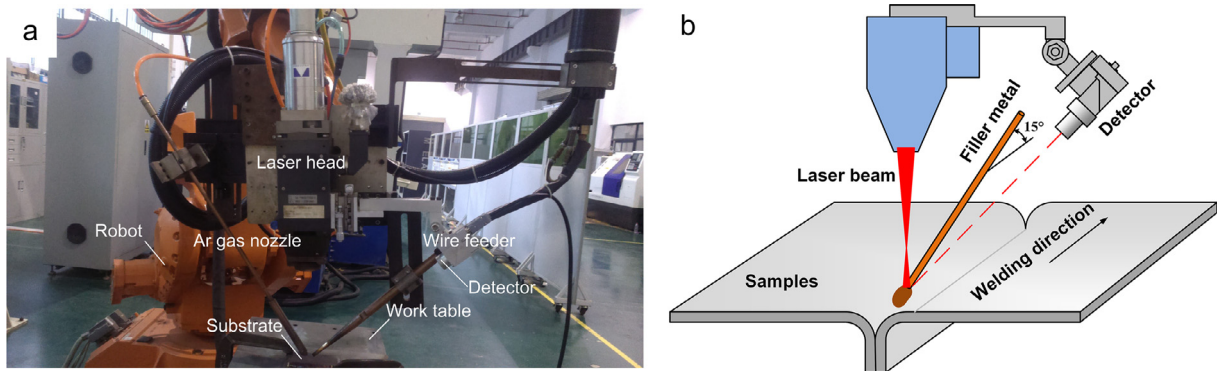 a
Laser head
Robot
Ar gas nozzle
Wire feeder
Detector
Work table
Substrate
b
Filler metal
15°
Detector
Laser beam
Samples
Welding direction